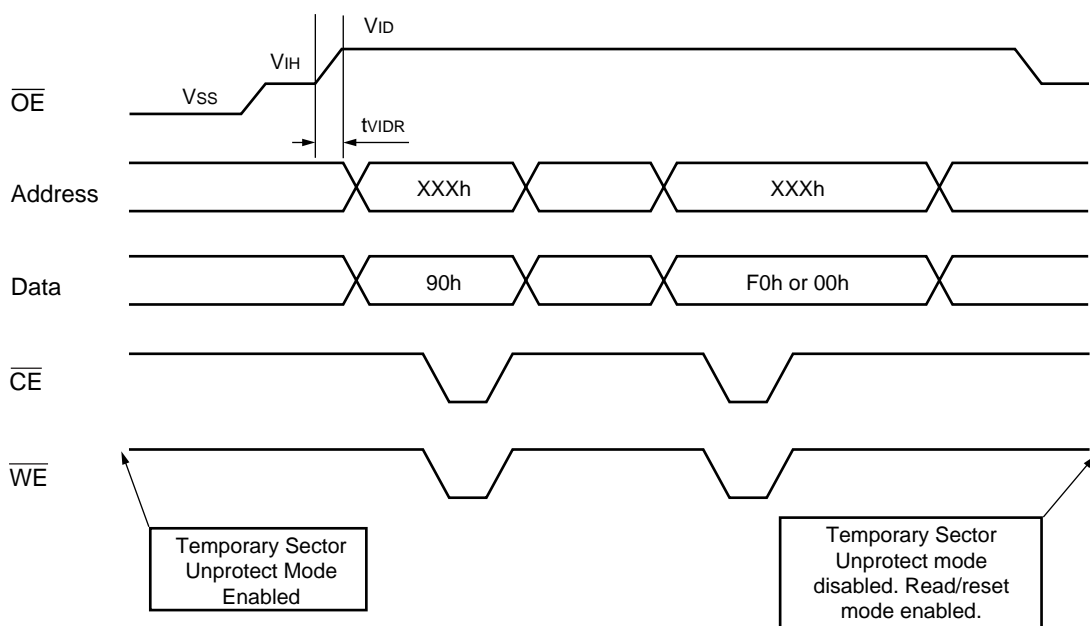 VID
VIH
OE
VSS
tVIDR
Address
XXXh
XXXh
Data
90h
F0h or 00h
CE
WE
Temporary Sector
Unprotect Mode
Enabled
Temporary Sector
Unprotect mode
disabled. Read/reset
mode enabled.